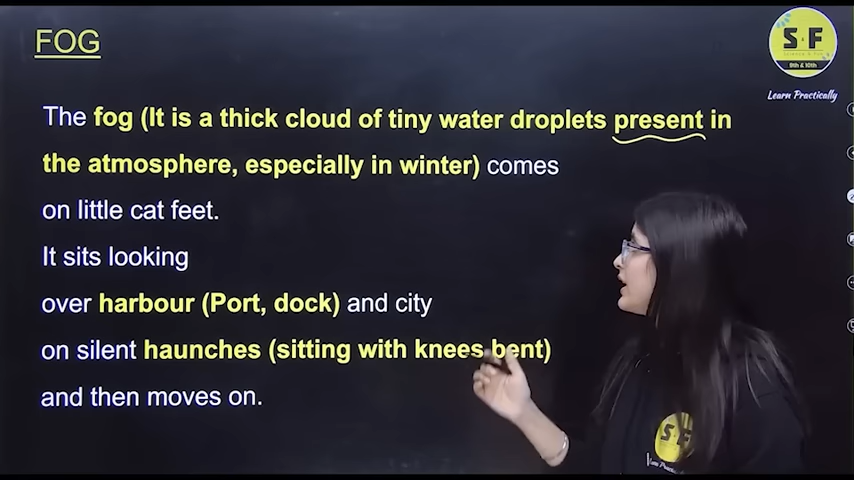 FOG
The fog (It is a thick cloud of tiny water droplets present in
the atmosphere, especially in winter) comes
on little cat feet.
It sits looking
over harbour (Port, dock) and city
on silent haunches (sitting with knees bent)
and then moves on.
S.F
9th & 10th
Learn Practically
S.F
Learn Practically